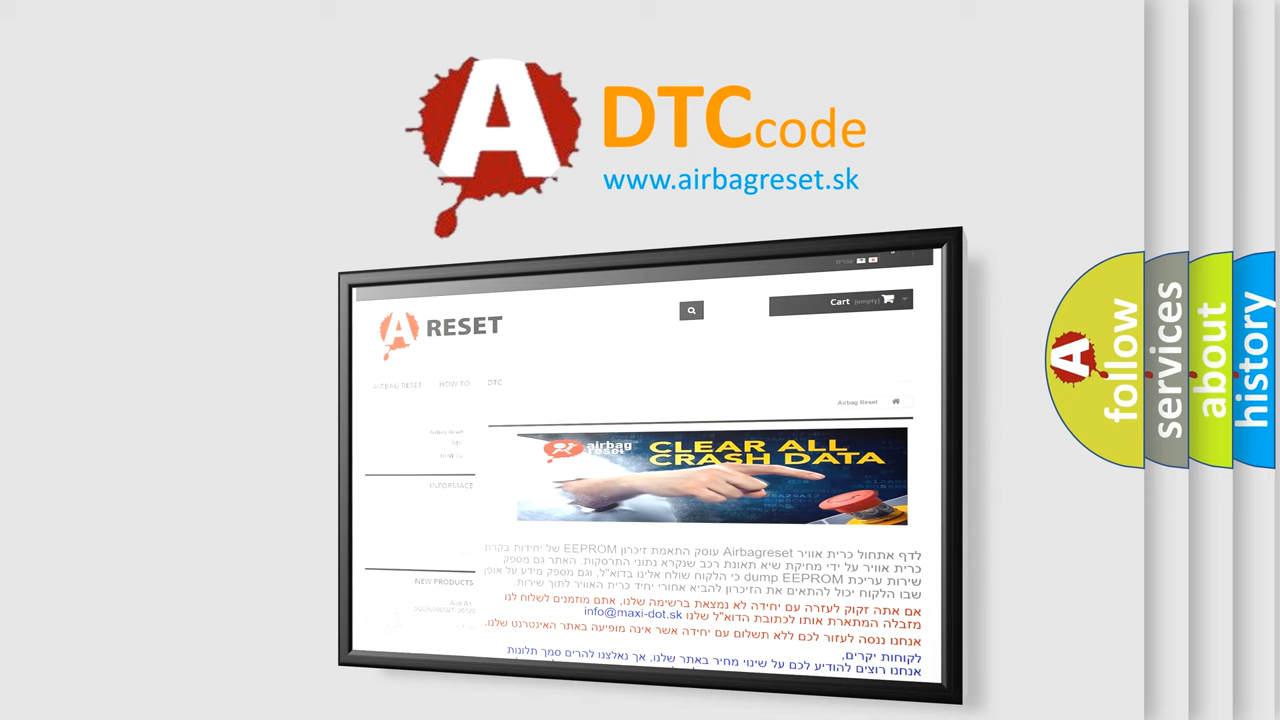 A DTCcode
www.airbagreset.sk
עברית
Cart (empty)
A RESET
AIRBAG RESET HOW TO DTC
Airbag Reset
Airbag Reset
DTC
HOW TO
airbag reset
CLEAR ALL
CRASH DATA
INFORMACE
לדף אתחול כרית אוויר Airbagreset עוסק התאמת זיכרון EEPROM של יחידות בקרת
כרית אוויר על ידי מחיקת שיא תאונת רכב שנקרא נתוני התרסקות. האתר גם מספק
שירות עריכת dump EEPROM כי הלקוח שולח אלינו בדוא"ל, וגם מספק מידע על אופן
שבו הלקוח יכול להתאים את הזיכרון להביא אחורי יחיד כרית האוויר לתוך שירות.
NEW PRODUCTS
אם אתה זקוק לעזרה עם יחידה לא נמצאת ברשימה שלנו, אתם מוזמנים לשלוח לנו
מזבלה המתארת אותו לכתובת הדוא"ל שלנו info@maxi-dot.sk
אנחנו ננסה לעזור לכם ללא תשלום עם יחידה אשר אינה מופיעה באתר האינטרנט שלנו.
לקוחות יקרים,
אנחנו רוצים להודיע לכם על שינוי מחיר באתר שלנו, אך נאלצנו להרים סמך תלונות
A follow
services
about
history